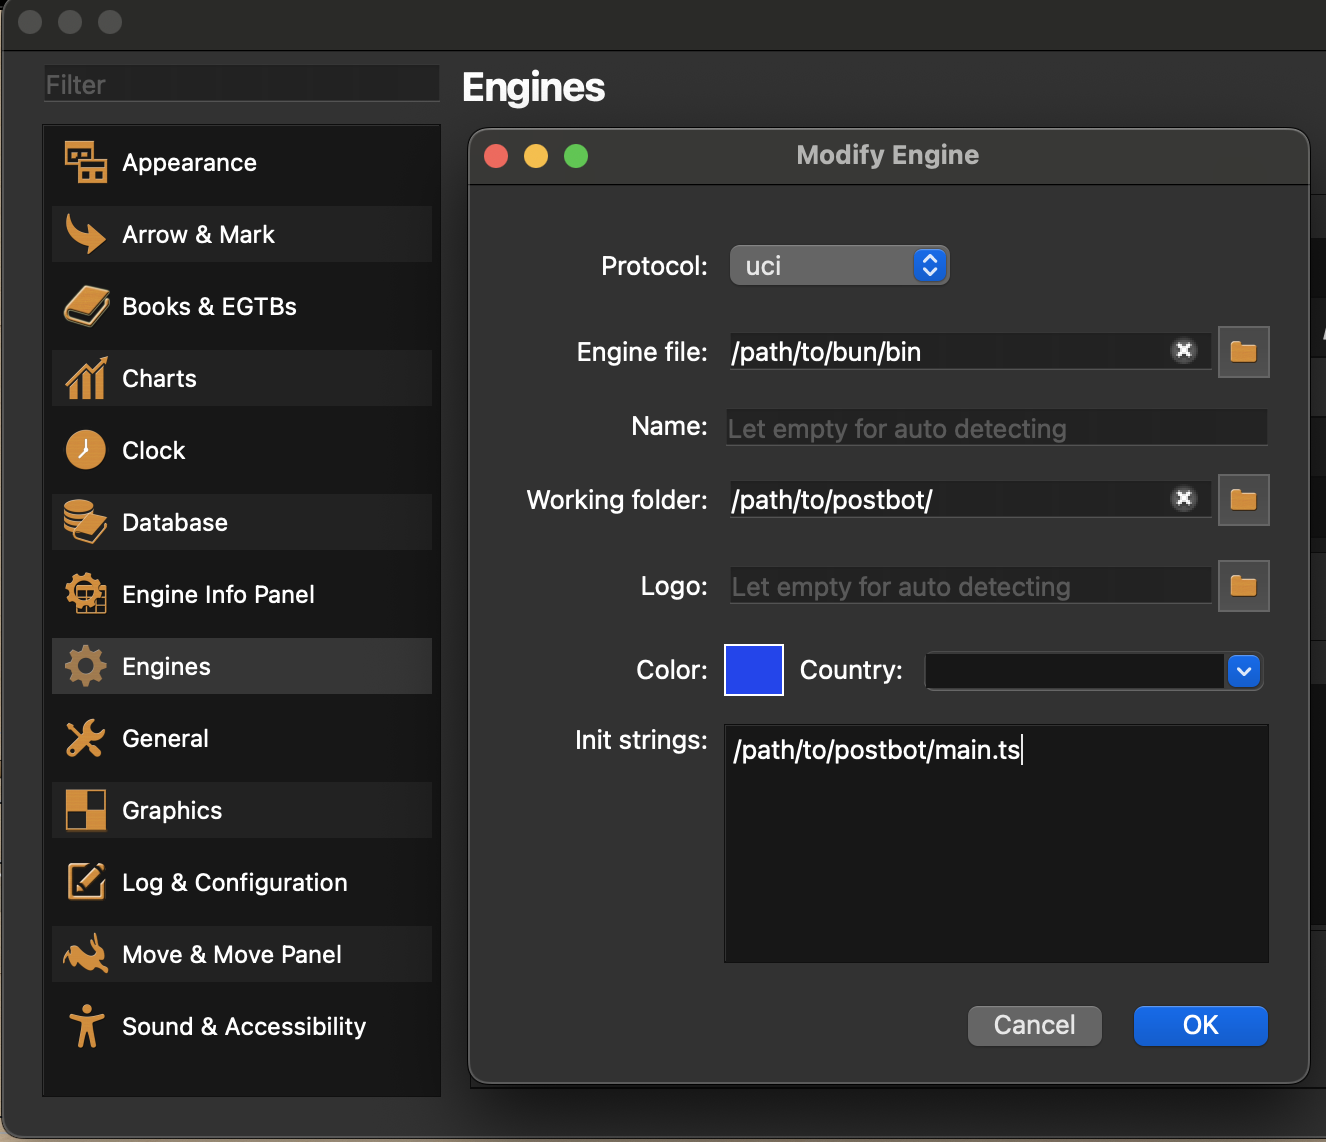 Filter
Appearance
Arrow & Mark
Books & EGTBs
Charts
Clock
Database
Engine Info Panel
Engines
General
Graphics
Log & Configuration
Move & Move Panel
Sound & Accessibility
Engines
Modify Engine
Protocol: uci
Engine file: /path/to/bun/bin
Name: Let empty for auto detecting
Working folder: /path/to/postbot/
Logo: Let empty for auto detecting
Color: Country:
Init strings: /path/to/postbot/main.ts
Cancel OK